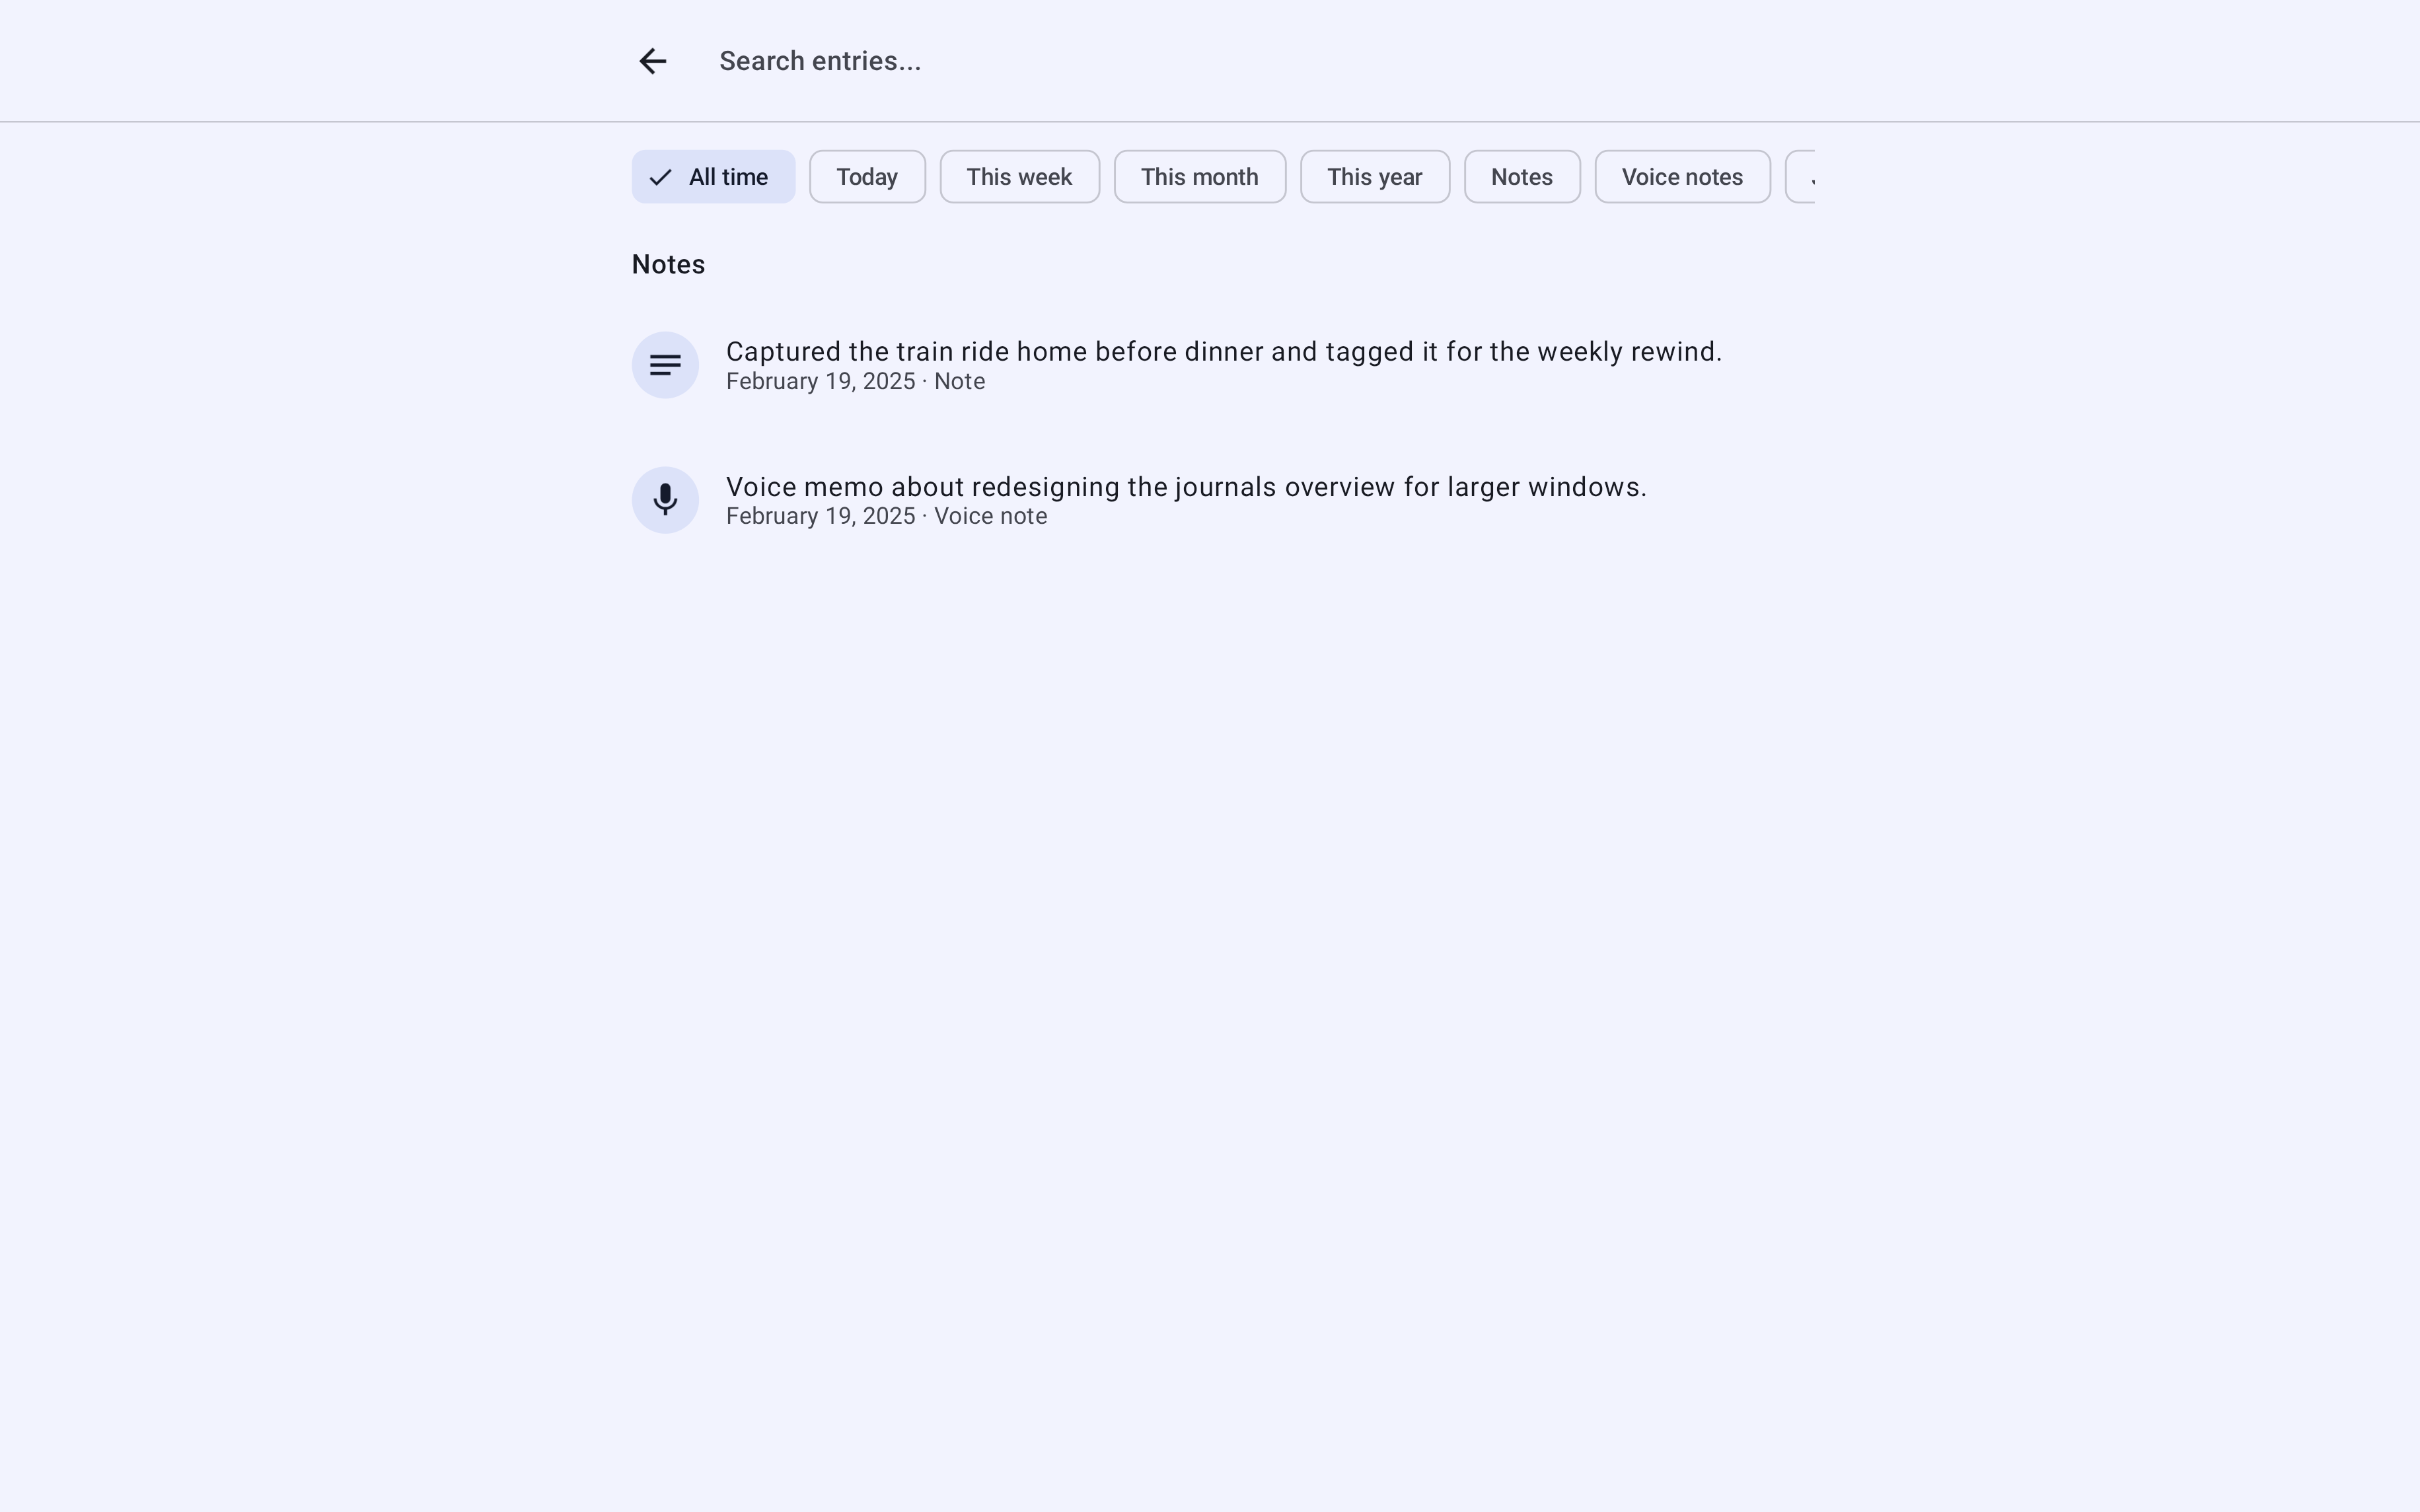 Search entries...
All time
Today
This week
This month
This year
Notes
Voice notes
Notes
Captured the train ride home before dinner and tagged it for the weekly rewind.
February 19, 2025 · Note
Voice memo about redesigning the journals overview for larger windows.
February 19, 2025 · Voice note